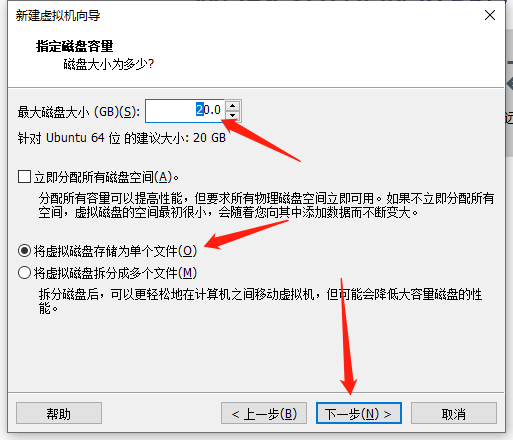 新建虚拟机向导
指定磁盘容量
磁盘大小为多少?
最大磁盘大小 (GB)(S): 20.0
针对 Ubuntu 64 位 的建议大小: 20 GB
立即分配所有磁盘空间(A)。
分配所有容量可以提高性能，但要求所有物理磁盘空间立即可用。如果不立即分配所有
空间，虚拟磁盘的空间最初很小，会随着您向其中添加数据而不断变大。
将虚拟磁盘存储为单个文件(O)
将虚拟磁盘拆分成多个文件(M)
拆分磁盘后，可以更轻松地在计算机之间移动虚拟机，但可能会降低大容量磁盘的性
能。
帮助 < 上一步(B) 下一步(N) > 取消